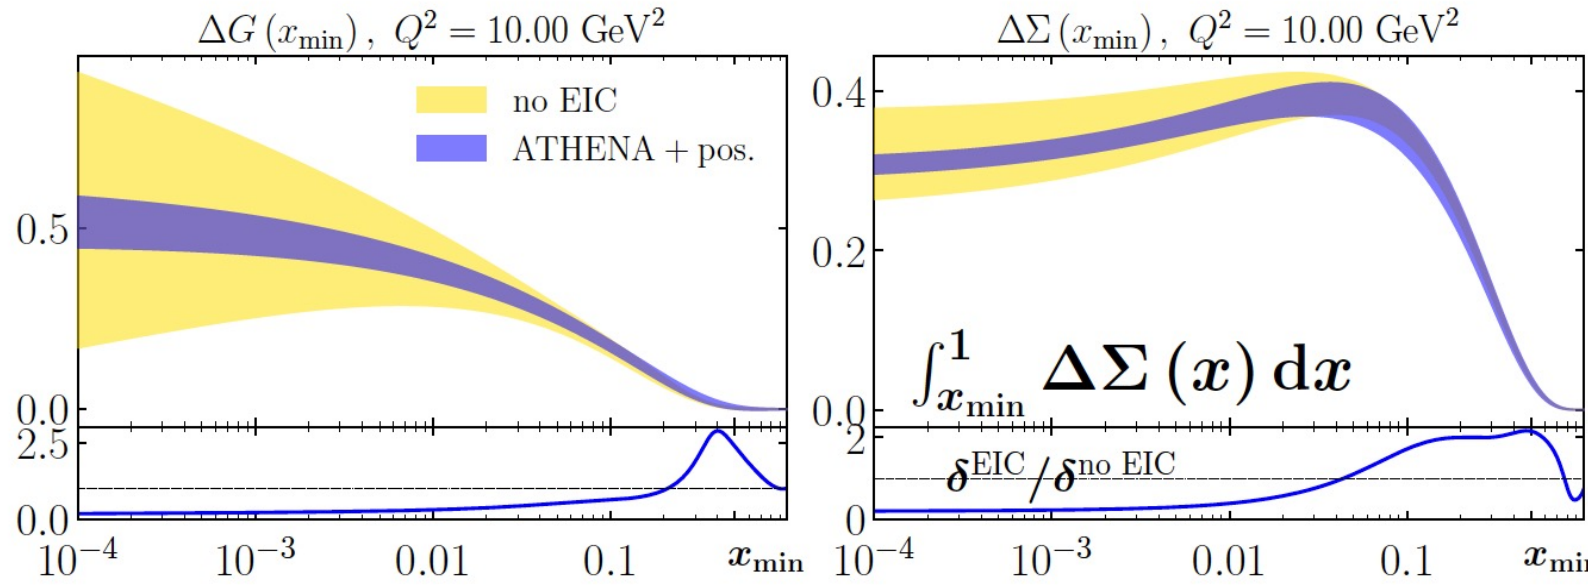 ΔG (x_min), Q² = 10.00 GeV²
no EIC
ATHENA + pos.
0.5
0.0
2.5
0.0
10⁻⁴ 10⁻³ 0.01 0.1 x_min
ΔΣ (x_min), Q² = 10.00 GeV²
0.4
0.2
0.0
∫_{x_min}^{1} ΔΣ (x) dx
2
δ^EIC/δ^no EIC
0
10⁻⁴ 10⁻³ 0.01 0.1 x_mi